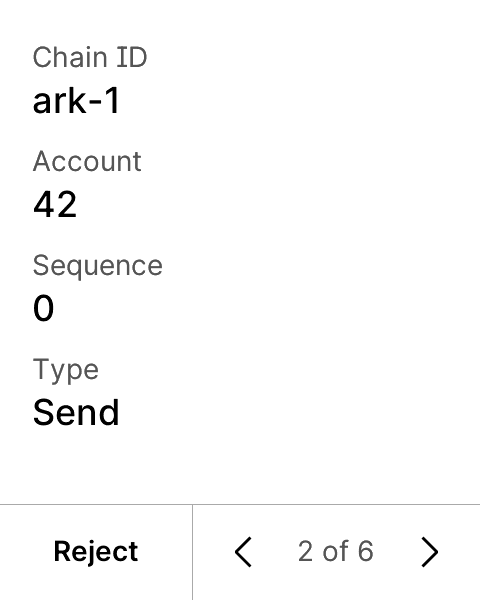 Chain ID
ark-1
Account
42
Sequence
0
Type
Send
Reject
2 of 6